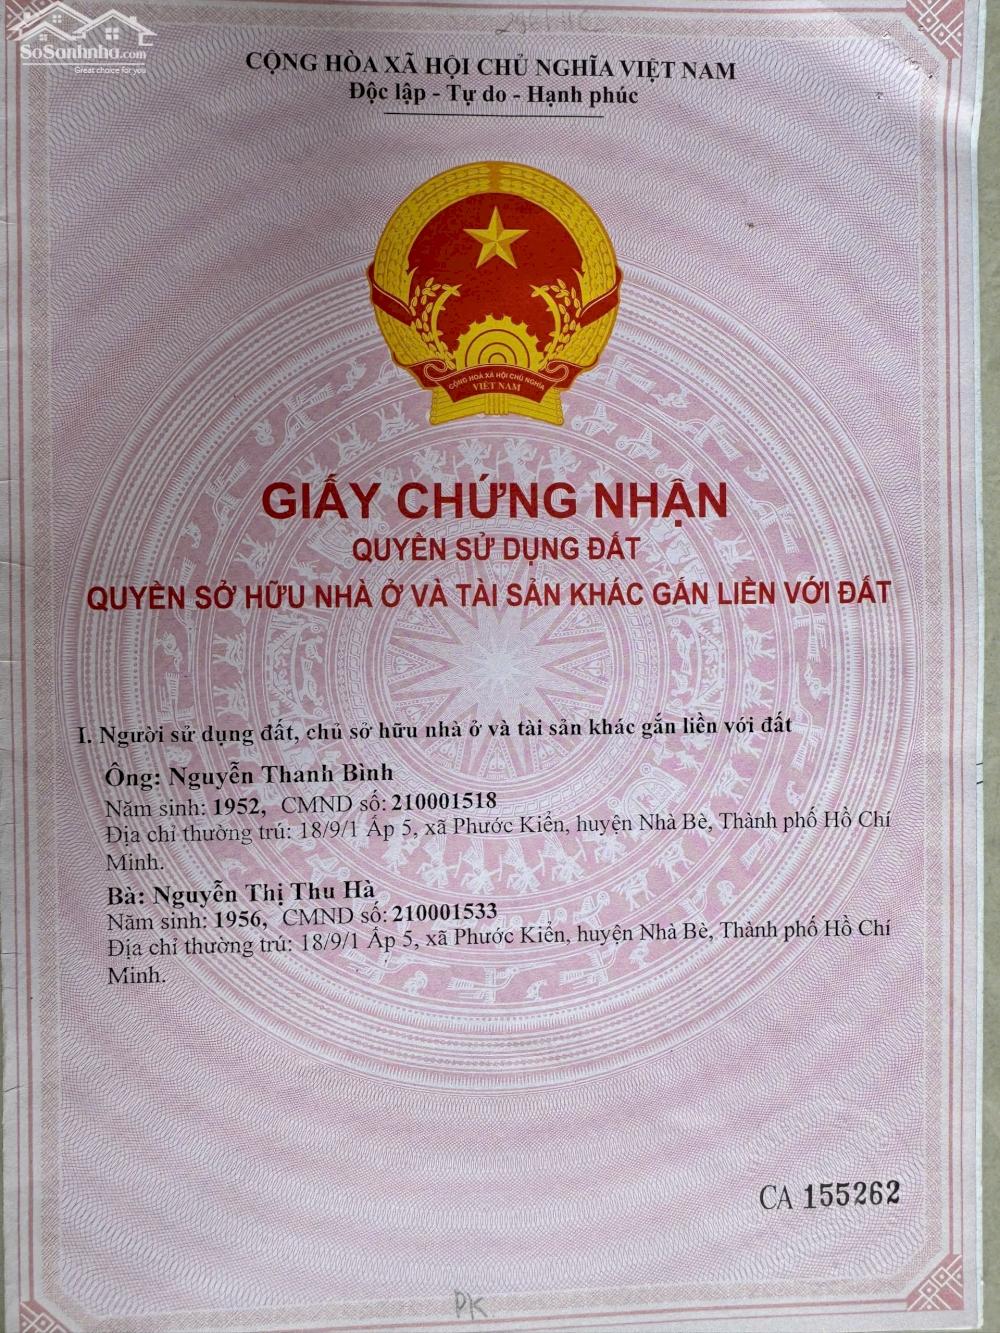 SoSanhnha.com
Great choice for you
CỘNG HÒA XÃ HỘI CHỦ NGHĨA VIỆT NAM
Độc lập - Tự do - Hạnh phúc
CỘNG HOÀ XÃ HỘI CHỦ NGHĨA
VIỆT NAM
GIẤY CHỨNG NHẬN
QUYỀN SỬ DỤNG ĐẤT
QUYỀN SỞ HỮU NHÀ Ở VÀ TÀI SẢN KHÁC GẮN LIỀN VỚI ĐẤT
I. Người sử dụng đất, chủ sở hữu nhà ở và tài sản khác gắn liền với đất
Ông: Nguyễn Thanh Bình
Năm sinh: 1952, CMND số: 210001518
Địa chỉ thường trú: 18/9/1 Ấp 5, xã Phước Kiển, huyện Nhà Bè, Thành phố Hồ Chí
Minh.
Bà: Nguyễn Thị Thu Hà
Năm sinh: 1956, CMND số: 210001533
Địa chỉ thường trú: 18/9/1 Ấp 5, xã Phước Kiển, huyện Nhà Bè, Thành phố Hồ Chí
Minh.
CA 155262
PK